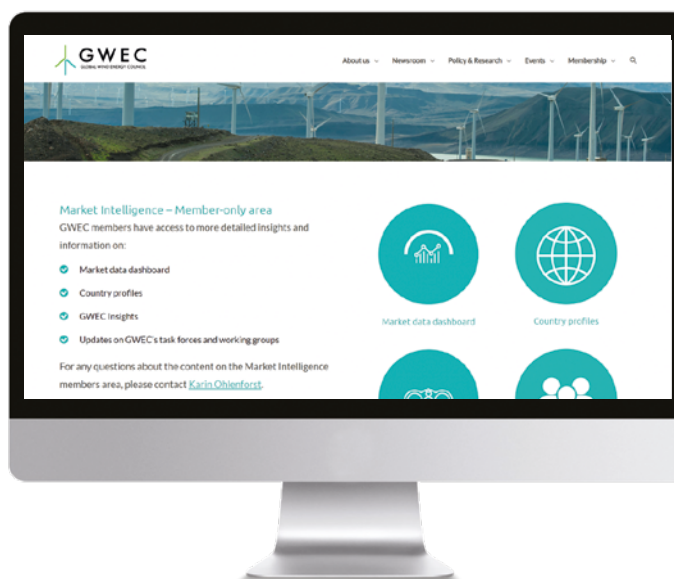 GWEC
GLOBAL WIND ENERGY COUNCIL
About us
Newsroom
Policy & Research
Events
Membership
Market Intelligence – Member-only area
GWEC members have access to more detailed insights and
information on:
Market data dashboard
Country profiles
GWEC Insights
Updates on GWEC's task forces and working groups
For any questions about the content on the Market Intelligence
members area, please contact Karin Ohlenforst.
Market data dashboard
Country profiles